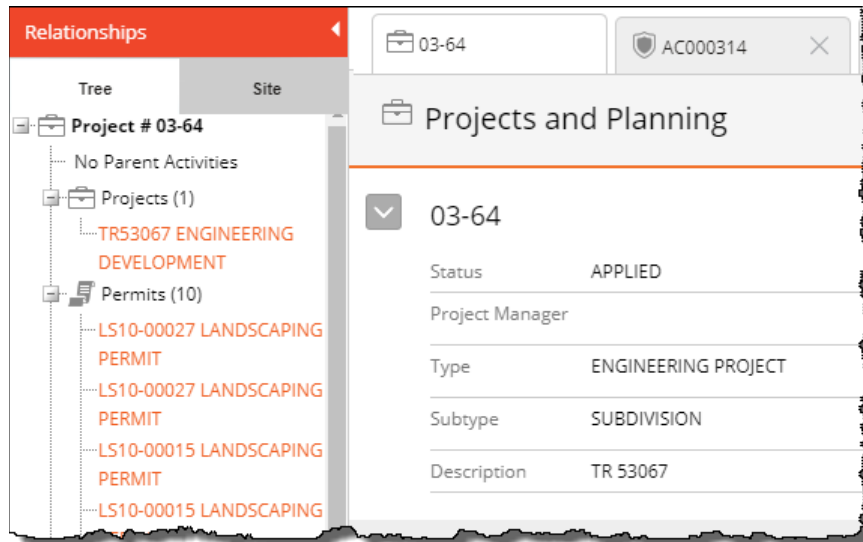 Relationships
Tree Site
Project # 03-64
No Parent Activities
Projects (1)
TR53067 ENGINEERING
DEVELOPMENT
Permits (10)
LS10-00027 LANDSCAPING
PERMIT
LS10-00027 LANDSCAPING
PERMIT
LS10-00015 LANDSCAPING
PERMIT
LS10-00015 LANDSCAPING
03-64 AC000314
Projects and Planning
03-64
Status APPLIED
Project Manager
Type ENGINEERING PROJECT
Subtype SUBDIVISION
Description TR 53067